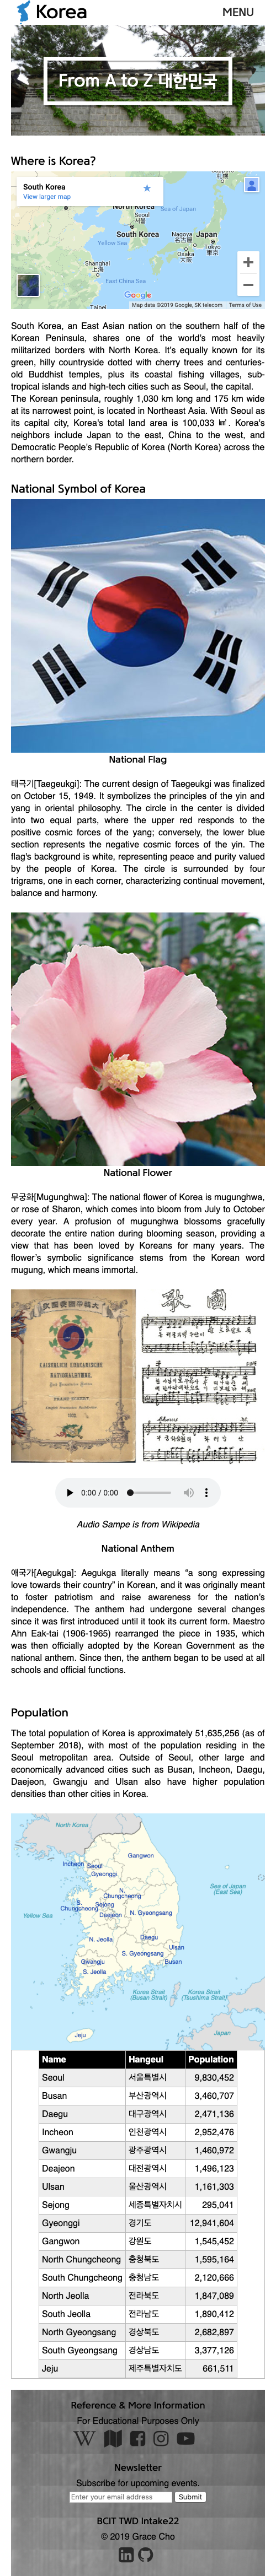 Korea
MENU
From A to Z 대한민국
Where is Korea?
South Korea
View larger map
North Korea
Seoul
서울
Sea of Japan
Yellow Sea
South Korea
Japan
NAGOYA
名古屋
Tokyo
東京
OSAKA
大阪
Shanghai
上海
East China Sea
Taipei
Google
Map data ©2019 Google, SK telecom
Terms of Use
South Korea, an East Asian nation on the southern half of the
Korean Peninsula, shares one of the world's most heavily
militarized borders with North Korea. It's equally known for its
green, hilly countryside dotted with cherry trees and centuries-
old Buddhist temples, plus its coastal fishing villages, sub-
tropical islands and high-tech cities such as Seoul, the capital.
The Korean peninsula, roughly 1,030 km long and 175 km wide
at its narrowest point, is located in Northeast Asia. With Seoul as
its capital city, Korea's total land area is 100,033 ㎢. Korea's
neighbors include Japan to the east, China to the west, and
Democratic People's Republic of Korea (North Korea) across the
northern border.
National Symbol of Korea
National Flag
태극기[Taegeukgi]: The current design of Taegeukgi was finalized
on October 15, 1949. It symbolizes the principles of the yin and
yang in oriental philosophy. The circle in the center is divided
into two equal parts, where the upper red responds to the
positive cosmic forces of the yang; conversely, the lower blue
section represents the negative cosmic forces of the yin. The
flag's background is white, representing peace and purity valued
by the people of Korea. The circle is surrounded by four
trigrams, one in each corner, characterizing continual movement,
balance and harmony.
National Flower
무궁화[Mugunghwa]: The national flower of Korea is mugunghwa,
or rose of Sharon, which comes into bloom from July to October
every year. A profusion of mugunghwa blossoms gracefully
decorate the entire nation during blooming season, providing a
view that has been loved by Koreans for many years. The
flower's symbolic significance stems from the Korean word
mugung, which means immortal.
0:00 / 0:00
Audio Sampe is from Wikipedia
National Anthem
애국가[Aegukga]: Aegukga literally means "a song expressing
love towards their country" in Korean, and it was originally meant
to foster patriotism and raise awareness for the nation's
independence. The anthem had undergone several changes
since it was first introduced until it took its current form. Maestro
Ahn Eak-tai (1906-1965) rearranged the piece in 1935, which
was then officially adopted by the Korean Government as the
national anthem. Since then, the anthem began to be used at all
schools and official functions.
Population
The total population of Korea is approximately 51,635,256 (as of
September 2018), with most of the population residing in the
Seoul metropolitan area. Outside of Seoul, other large and
economically advanced cities such as Busan, Incheon, Daegu,
Daejeon, Gwangju and Ulsan also have higher population
densities than other cities in Korea.
North Korea
Gangwon
Incheon
Seoul
Gyeonggi
Sea of Japan
(East Sea)
N.
Chungcheong
S.
Chungcheong
Sejong
Daejeon
N. Gyeongsang
Yellow Sea
N. Jeolla
Daegu
Ulsan
S. Gyeongsang
Gwangju
Busan
S. Jeolla
Korea Strait
(Busan Strait)
Korea Strait
(Tsushima Strait)
Jeju
Japan
Name Hangeul Population
Seoul 서울특별시 9,830,452
Busan 부산광역시 3,460,707
Daegu 대구광역시 2,471,136
Incheon 인천광역시 2,952,476
Gwangju 광주광역시 1,460,972
Deajeon 대전광역시 1,496,123
Ulsan 울산광역시 1,161,303
Sejong 세종특별자치시 295,041
Gyeonggi 경기도 12,941,604
Gangwon 강원도 1,545,452
North Chungcheong 충청북도 1,595,164
South Chungcheong 충청남도 2,120,666
North Jeolla 전라북도 1,847,089
South Jeolla 전라남도 1,890,412
North Gyeongsang 경상북도 2,682,897
South Gyeongsang 경상남도 3,377,126
Jeju 제주특별자치도 661,511
Reference & More Information
For Educational Purposes Only
Newsletter
Subscribe for upcoming events.
Enter your email address
Submit
BCIT TWD Intake22
© 2019 Grace Cho